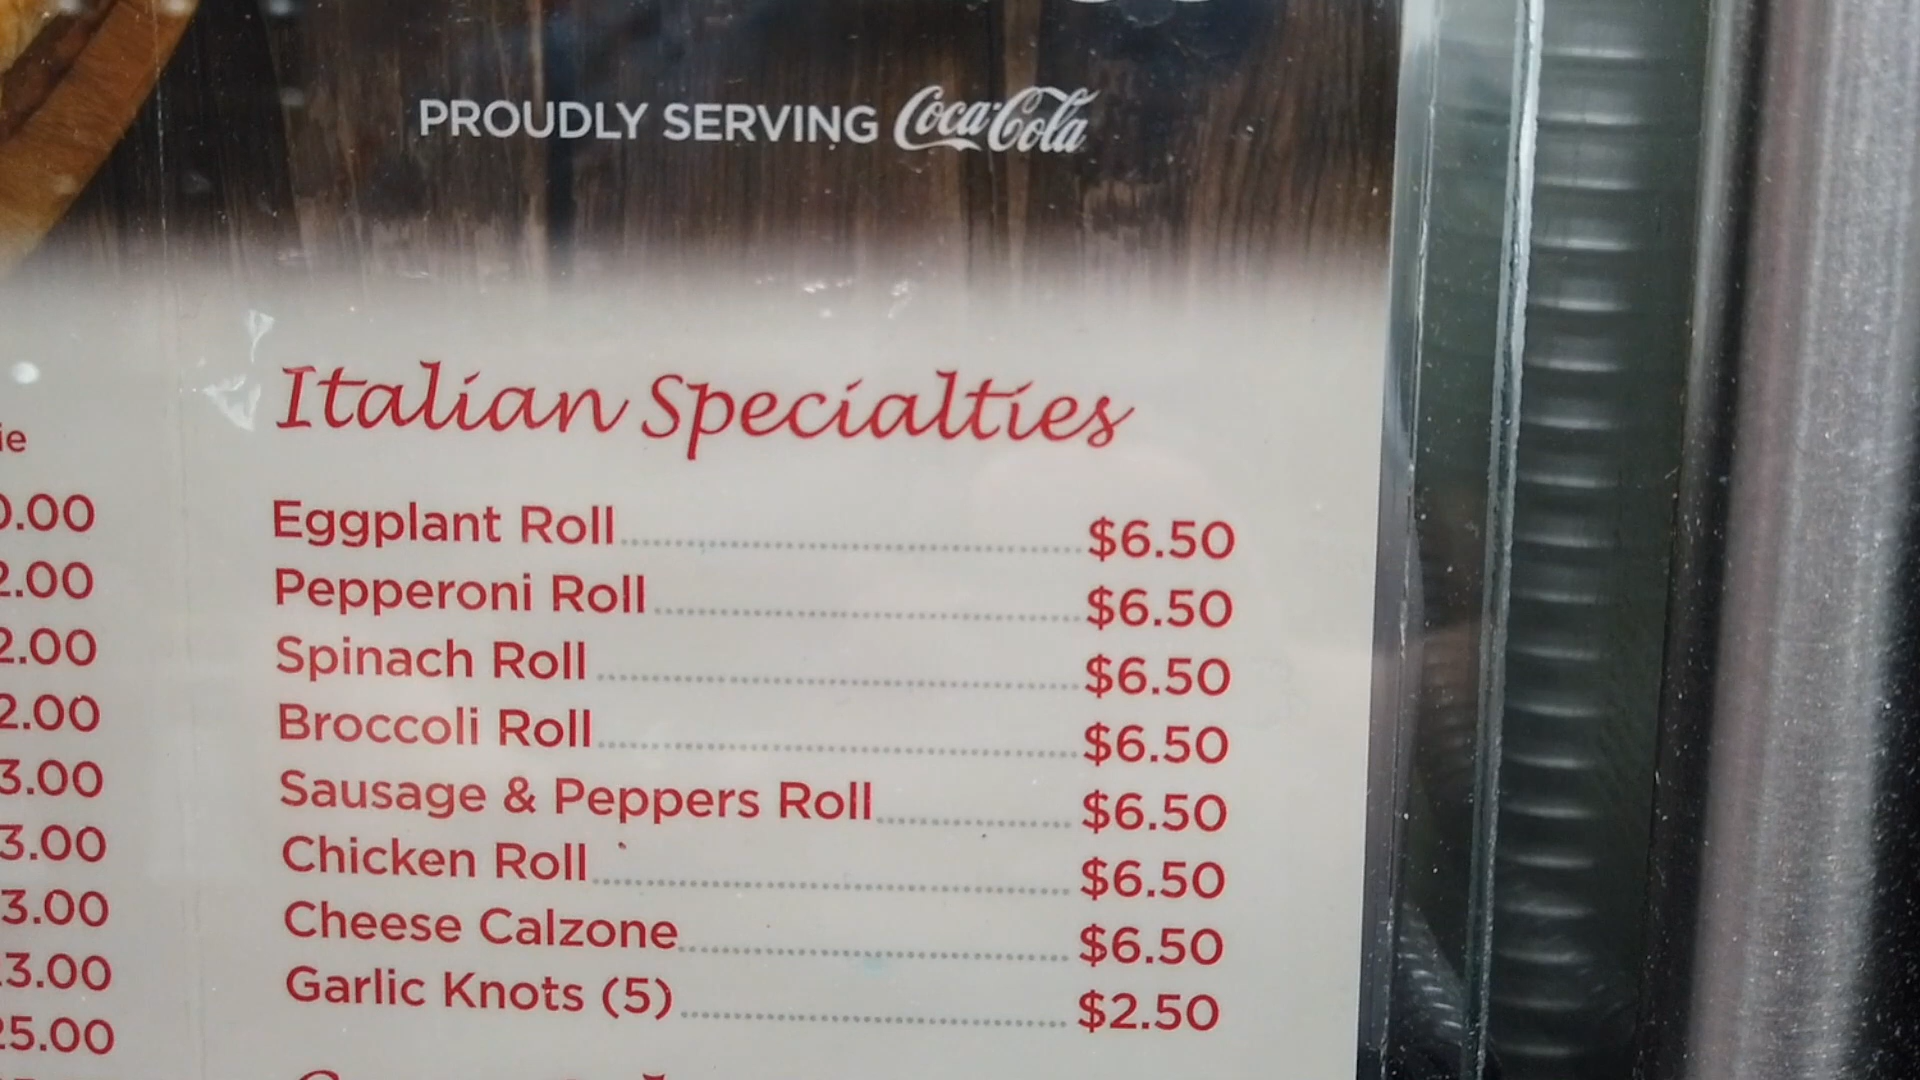 PROUDLY SERVING Coca-Cola
Italian Specialties
Eggplant Roll $6.50
Pepperoni Roll $6.50
Spinach Roll $6.50
Broccoli Roll $6.50
Sausage & Peppers Roll $6.50
Chicken Roll $6.50
Cheese Calzone $6.50
Garlic Knots (5) $2.50